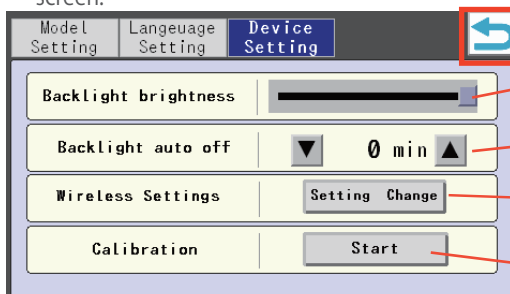 screen.
Model Setting
Langeuage Setting
Device Setting
Backlight brightness
Backlight auto off ▼ 0 min ▲
Wireless Settings Setting Change
Calibration Start